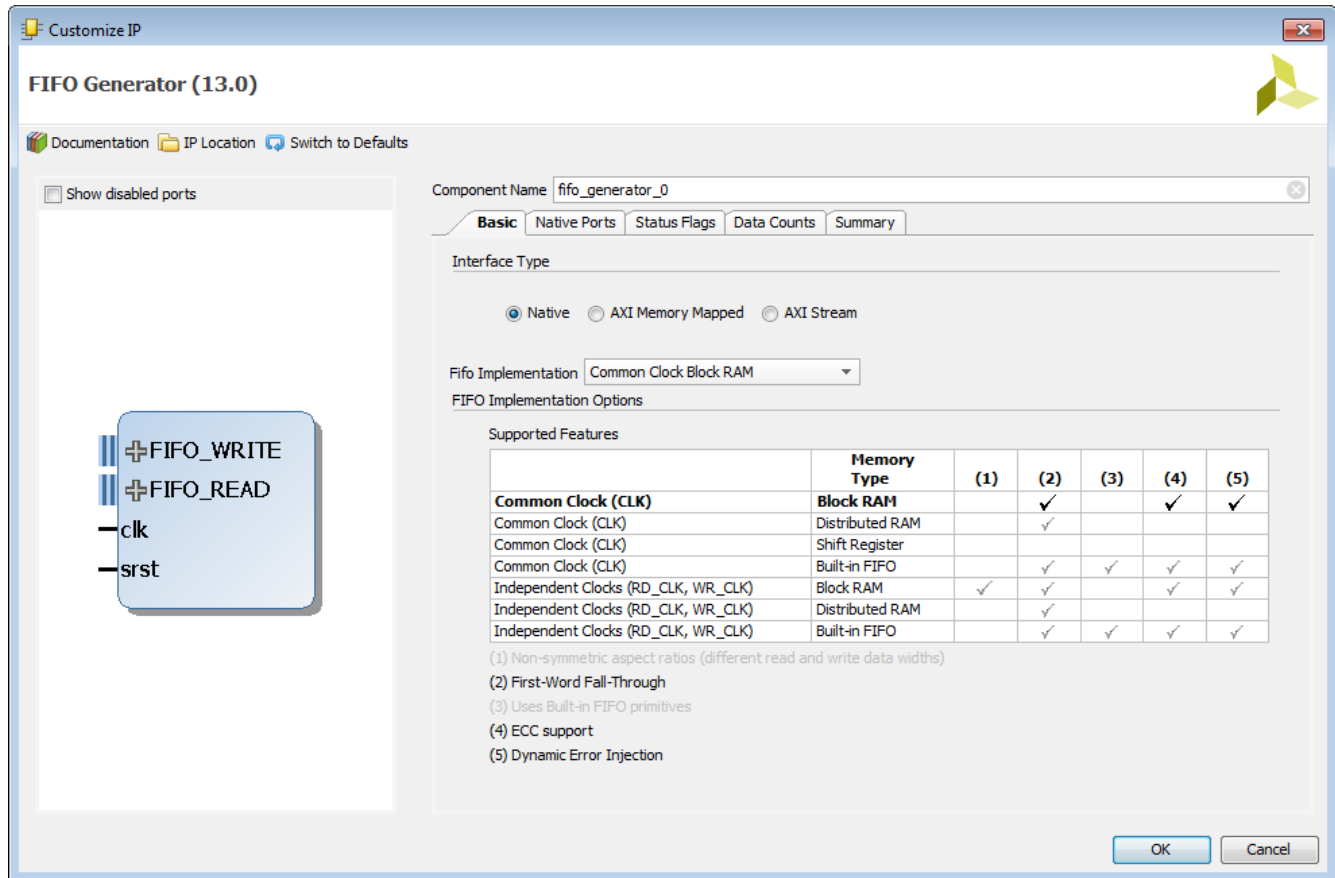 Customize IP
FIFO Generator (13.0)
Documentation IP Location Switch to Defaults
Show disabled ports
FIFO_WRITE
FIFO_READ
clk
srst
Component Name fifo_generator_0
Basic Native Ports Status Flags Data Counts Summary
Interface Type
Native AXI Memory Mapped AXI Stream
Fifo Implementation Common Clock Block RAM
FIFO Implementation Options
Supported Features
Memory
Type (1) (2) (3) (4) (5)
Common Clock (CLK) Block RAM ✓ ✓ ✓
Common Clock (CLK) Distributed RAM ✓
Common Clock (CLK) Shift Register
Common Clock (CLK) Built-in FIFO ✓ ✓ ✓ ✓
Independent Clocks (RD_CLK, WR_CLK) Block RAM ✓ ✓ ✓ ✓
Independent Clocks (RD_CLK, WR_CLK) Distributed RAM ✓
Independent Clocks (RD_CLK, WR_CLK) Built-in FIFO ✓ ✓ ✓ ✓
(1) Non-symmetric aspect ratios (different read and write data widths)
(2) First-Word Fall-Through
(3) Uses Built-in FIFO primitives
(4) ECC support
(5) Dynamic Error Injection
OK Cancel